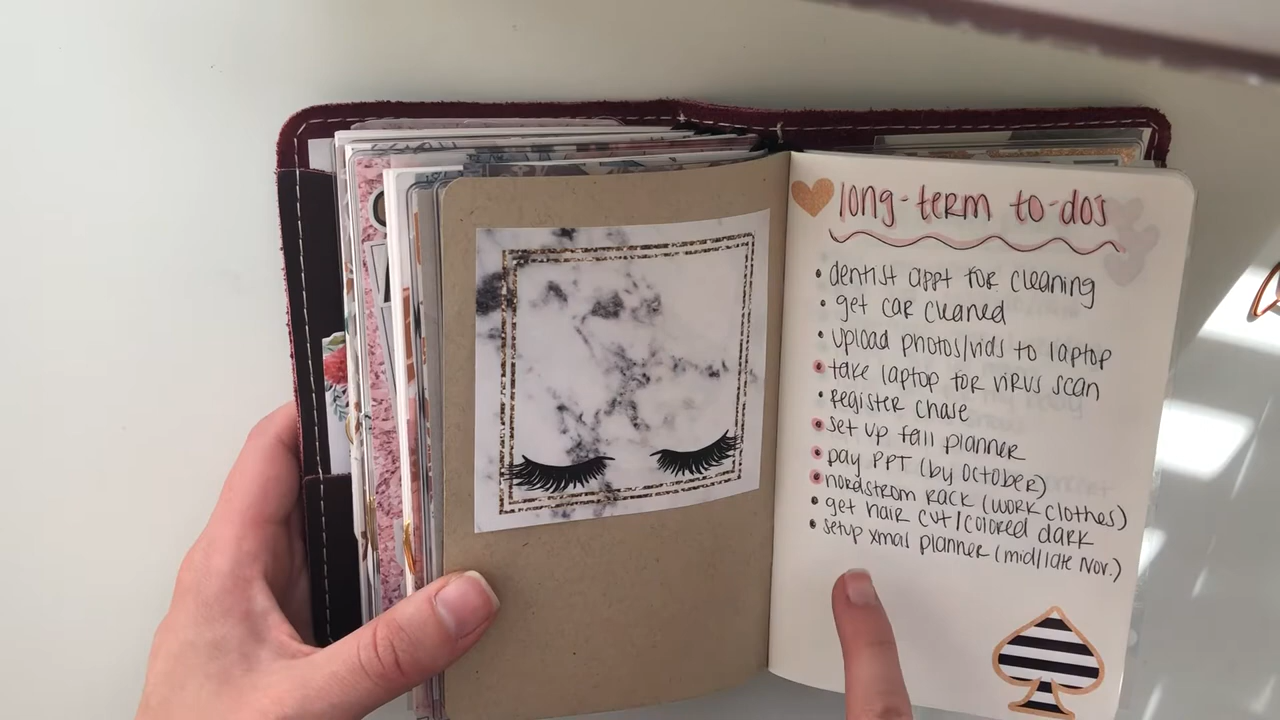 long-term to-dos
• dentist appt for cleaning
• get car cleaned
• upload photos/vids to laptop
• take laptop for virus scan
• register chase
• set up fall planner
• pay PPT (by October)
• nordstrom rack (work clothes)
• get hair cut/colored dark
• setup xmas planner (mid/late Nov.)